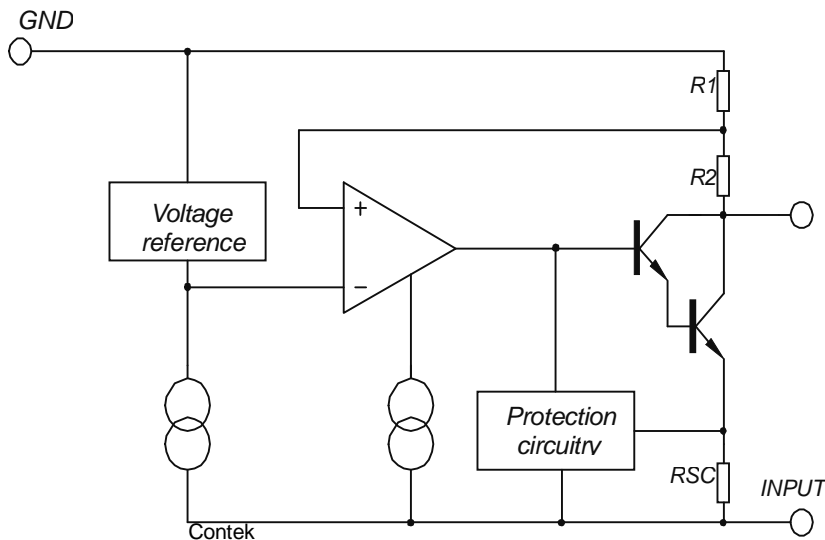 GND
R1
R2
Voltage
reference
+
−
Protection
circuitry
RSC
INPUT
Contek